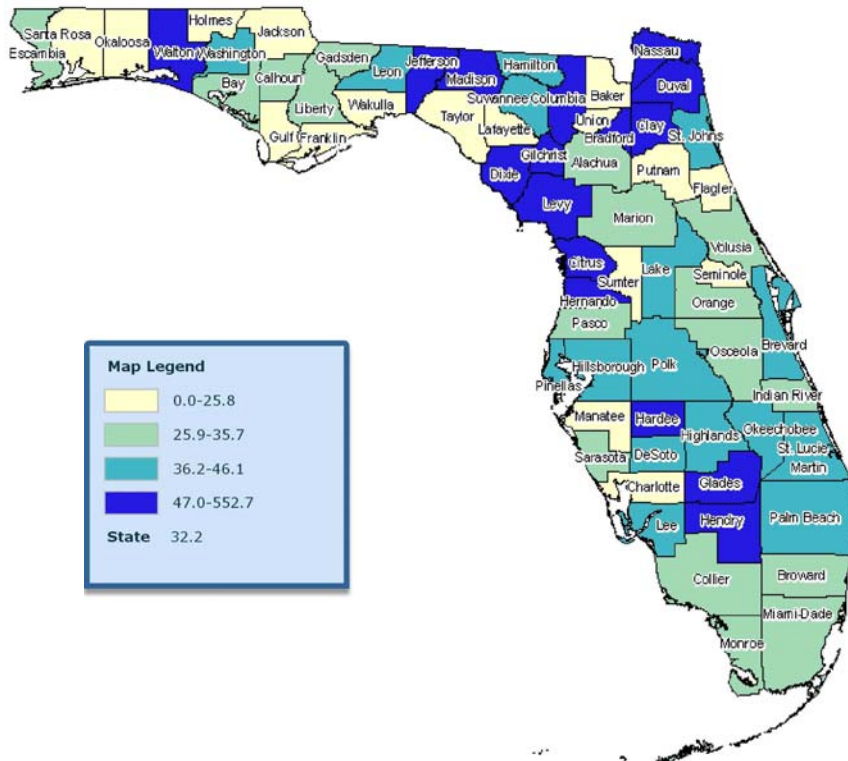 Holmes
Jackson
Santa Rosa
Okaloosa
Walton
Washington
Escambia
Bay
Calhoun
Gadsden
Leon
Jefferson
Madison
Hamilton
Liberty
Wakulla
Gulf
Franklin
Taylor
Suwannee
Columbia
Lafayette
Baker
Nassau
Duval
Union
Bradford
Clay
St. Johns
Gilchrist
Alachua
Dixie
Putnam
Flagler
Levy
Marion
Volusia
Citrus
Sumter
Lake
Seminole
Hernando
Orange
Pasco
Osceola
Brevard
Pinellas
Hillsborough
Polk
Indian River
Manatee
Hardee
Highlands
Okeechobee
St. Lucie
Sarasota
DeSoto
Martin
Charlotte
Glades
Lee
Hendry
Palm Beach
Collier
Broward
Miami-Dade
Monroe
Map Legend
0.0-25.8
25.9-35.7
36.2-46.1
47.0-552.7
State 32.2